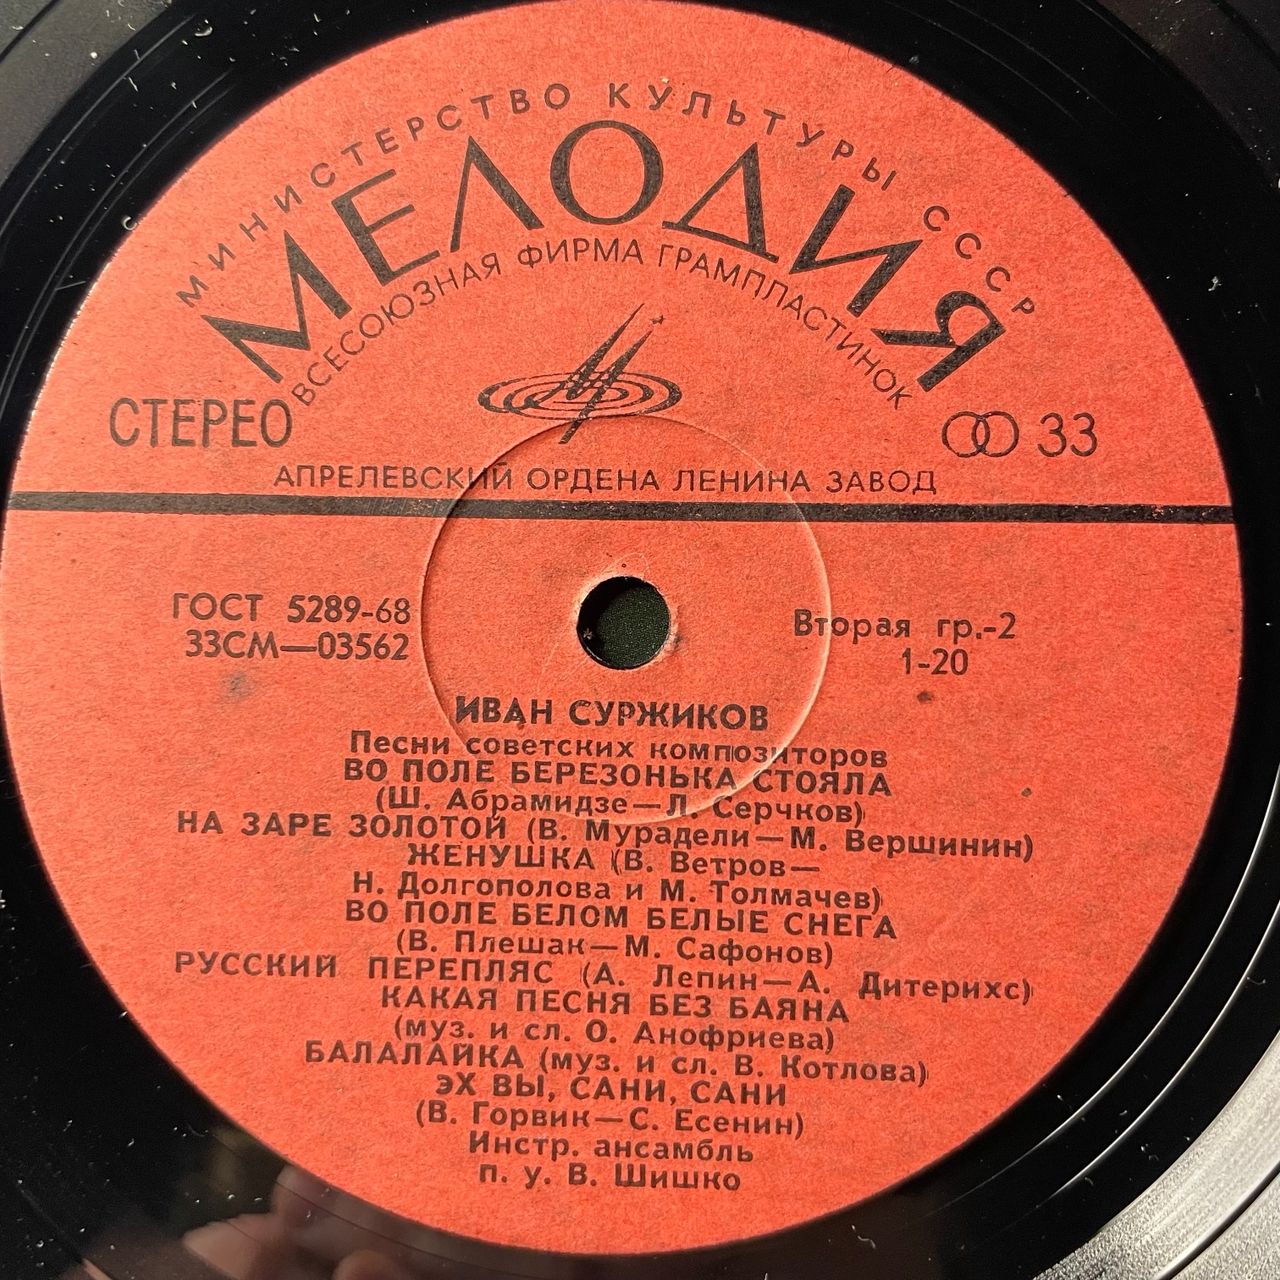 МИНИСТЕРСТВО КУЛЬТУРЫ СССР
МЕЛОДИЯ
ВСЕСОЮЗНАЯ ФИРМА ГРАМПЛАСТИНОК
СТЕРЕО
33
АПРЕЛЕВСКИЙ ОРДЕНА ЛЕНИНА ЗАВОД
ГОСТ 5289-68
33СМ—03562
Вторая гр.-2
1-20
ИВАН СУРЖИКОВ
Песни советских композиторов
ВО ПОЛЕ БЕРЕЗОНЬКА СТОЯЛА
(Ш. Абрамидзе—Л. Серчков)
НА ЗАРЕ ЗОЛОТОЙ (В. Мурадели—М. Вершинин)
ЖЕНУШКА (В. Ветров—
Н. Долгополова и М. Толмачев)
ВО ПОЛЕ БЕЛОМ БЕЛЫЕ СНЕГА
(В. Плешак—М. Сафонов)
РУССКИЙ ПЕРЕПЛЯС (А. Лепин—А. Дитерихс)
КАКАЯ ПЕСНЯ БЕЗ БАЯНА
(муз. и сл. О. Анофриева)
БАЛАЛАЙКА (муз. и сл. В. Котлова)
ЭХ ВЫ, САНИ, САНИ
(В. Горвик—С. Есенин)
Инстр. ансамбль
п. у. В. Шишко